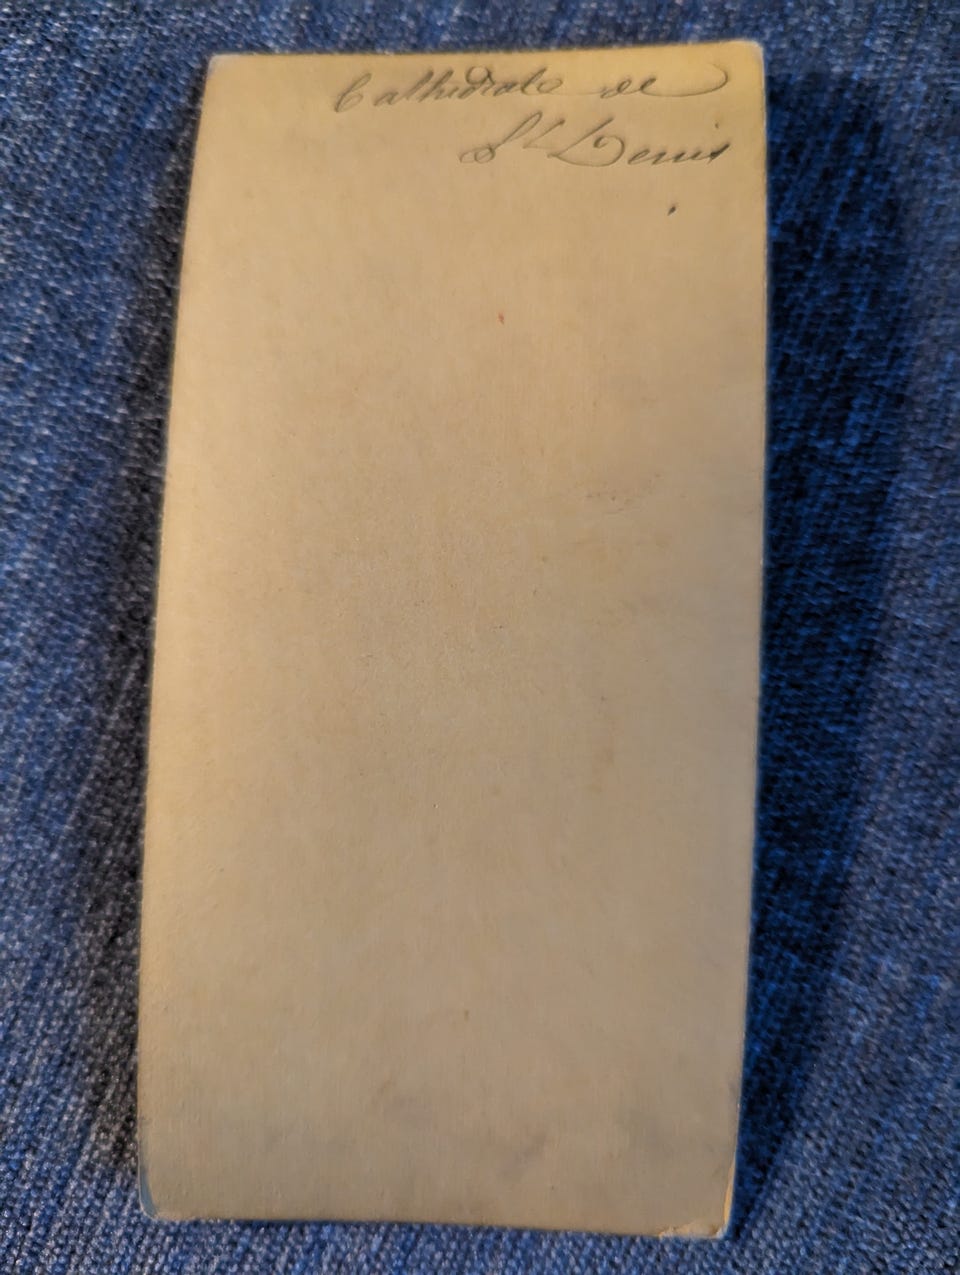 Cathédrale de
St Denis